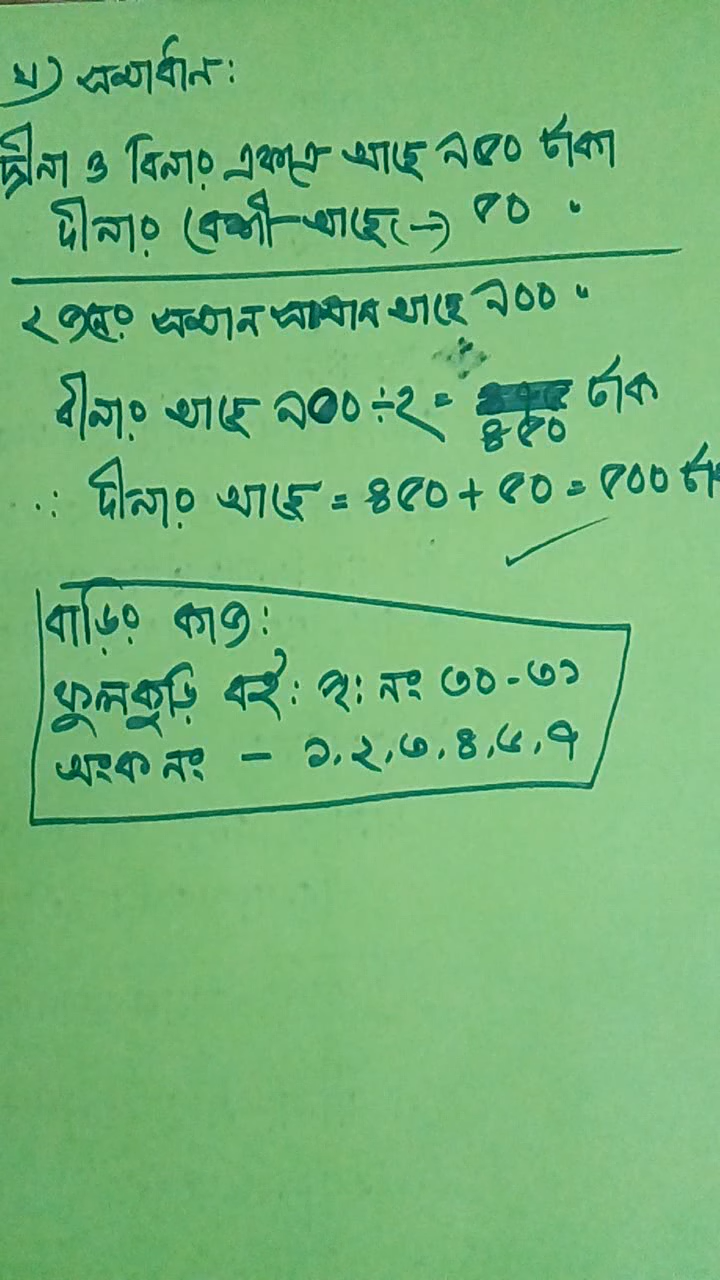 ঘ) সমাধান:
দীনা ও বিনার একত্রে আছে ৯৫০ টাকা
দীনার বেশী আছে (-) ৫০ "
২ জনের সমান সমান আছে ৯০০ "
বীনার আছে ৯০০ ÷ ২ = ৪৫০ টাকা
∴ দীনার আছে = ৪৫০ + ৫০ = ৫০০ টা
বাড়ির কাজ:
ফুলকুড়ি বই: পৃ: নং ৩০-৩১
অংক নং - ১, ২, ৩, ৪, ৬, ৭